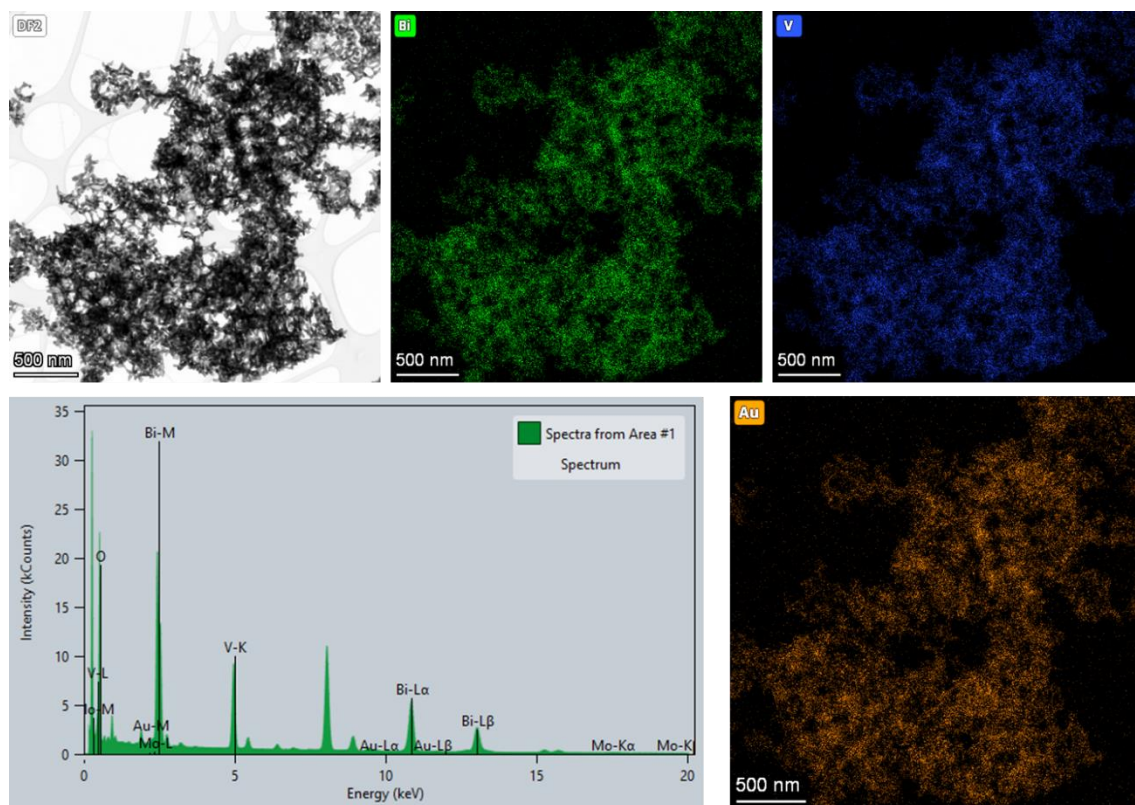 DF2
500 nm
Bi
500 nm
V
500 nm
Intensity (kCounts)
35
30
25
20
15
10
5
0
0
5
10
15
20
Energy (keV)
Bi-M
O
V-L
Au-M
Mo-L
V-K
Bi-Lα
Au-Lα
Au-Lβ
Bi-Lβ
Mo-Kα
Spectra from Area #1
Spectrum
Au
500 nm